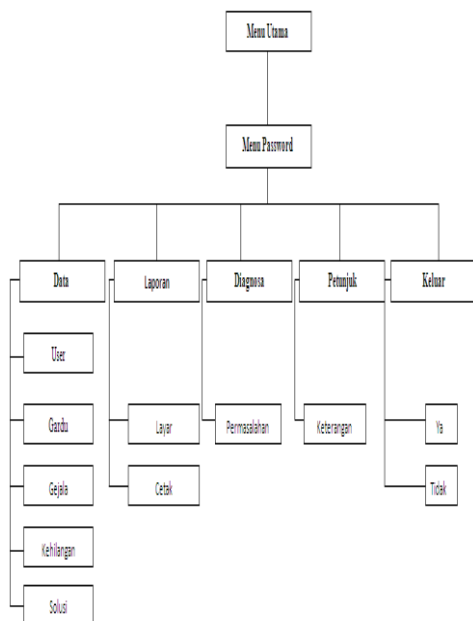 Menu Utama
Menu Password
Data
Laporan
Diagnosa
Petunjuk
Keluar
User
Gardu
Layar
Permasalahan
Keterangan
Ya
Gejala
Cetak
Tidak
Kehilangan
Solusi